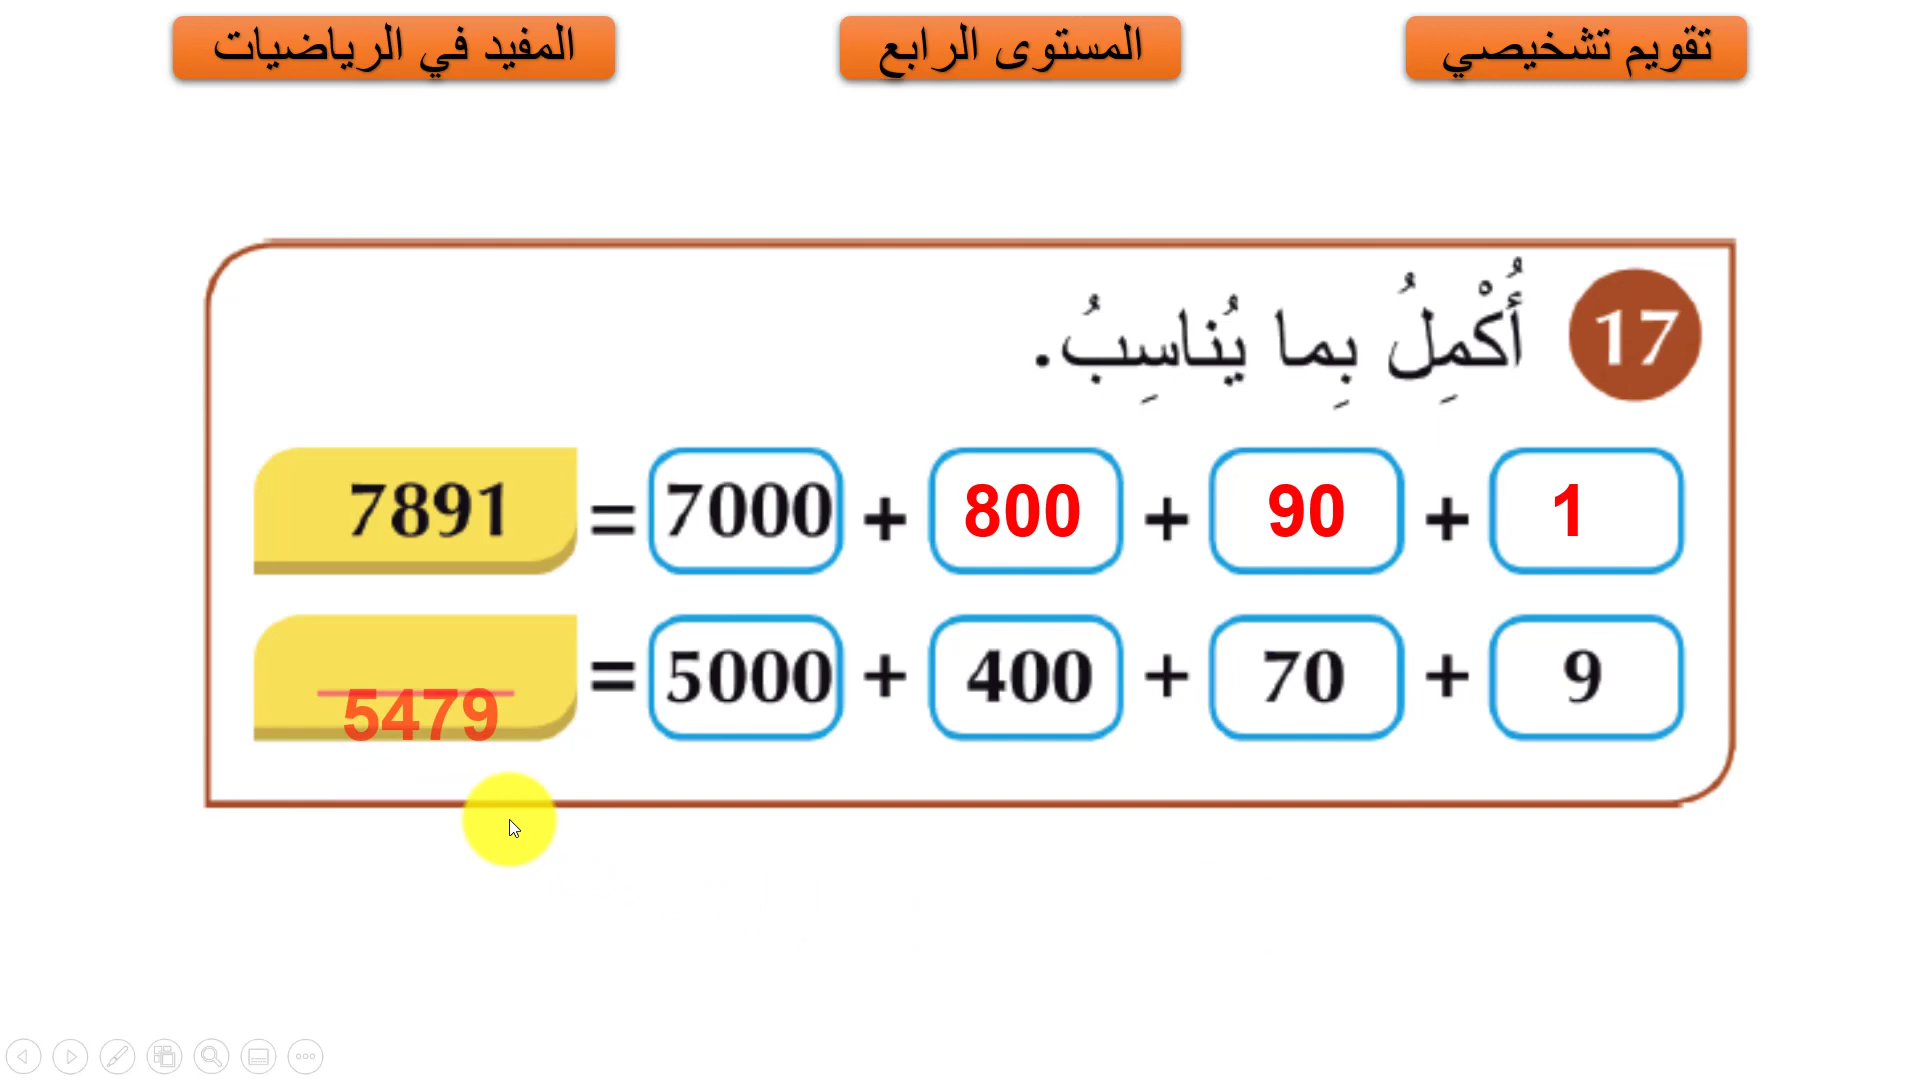 تقويم تشخيصي
المستوى الرابع
المفيد في الرياضيات
17 أُكْمِلُ بِما يُناسِبُ.
7891 = 7000 + 800 + 90 + 1
5479 = 5000 + 400 + 70 + 9